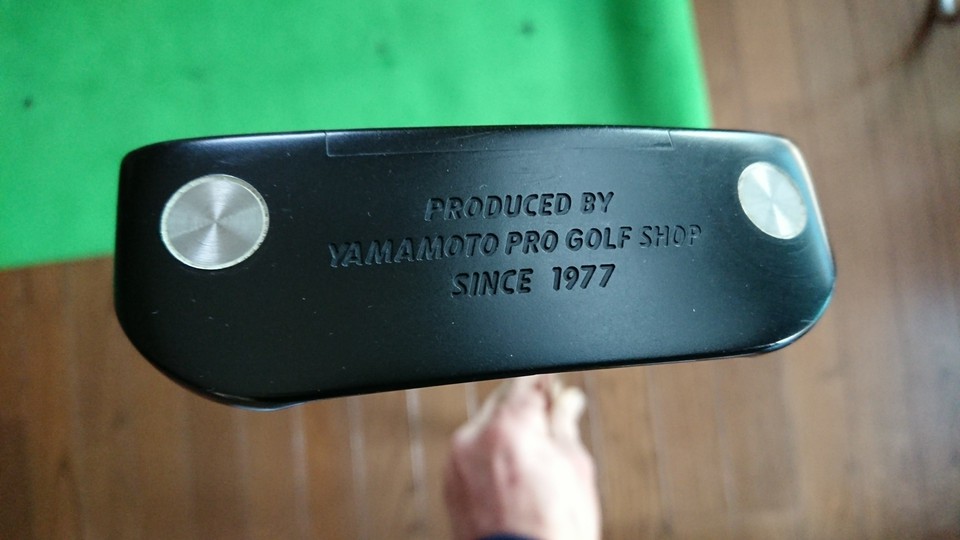 PRODUCED BY
YAMAMOTO PRO GOLF SHOP
SINCE 1977